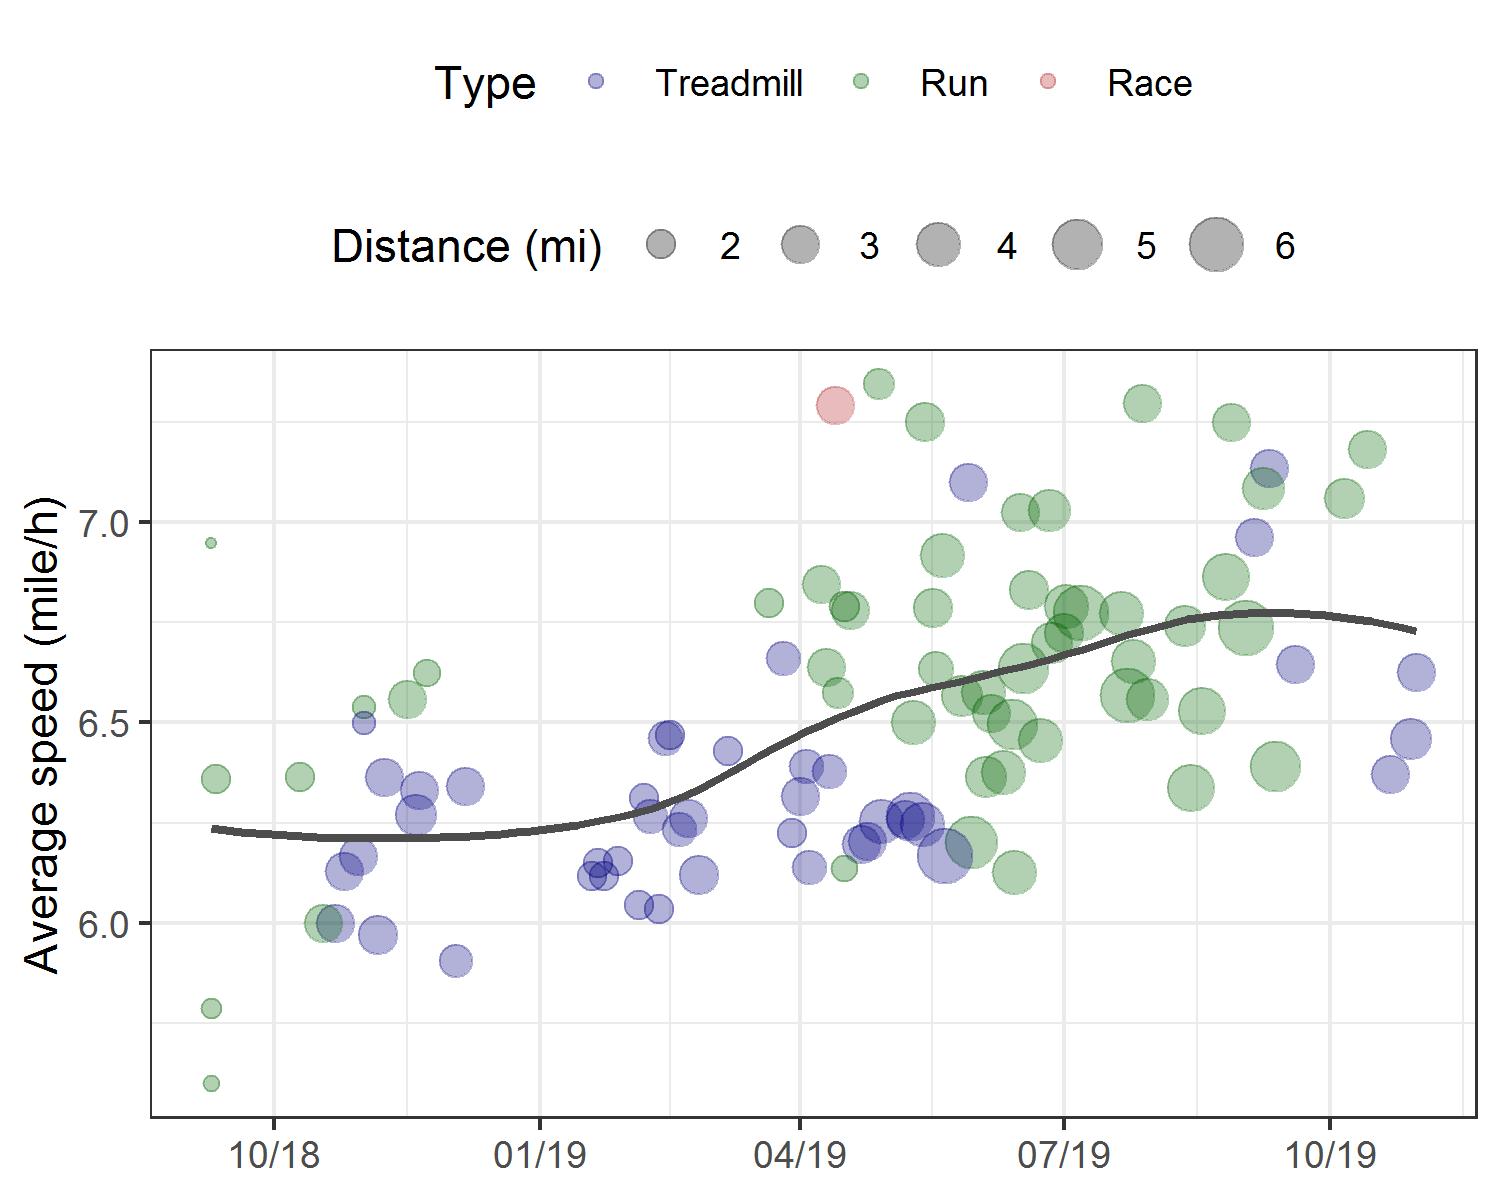 Type Treadmill Run Race
Distance (mi) 2 3 4 5 6
Average speed (mile/h)
7.0
6.5
6.0
10/18 01/19 04/19 07/19 10/19